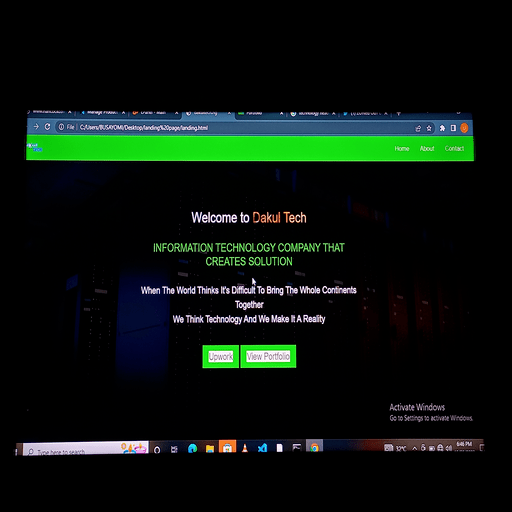 Manage Product
Portfolio
File C:/Users/BUSAYOMI/Desktop/landing%20page/landing.html
Home About Contact
Welcome to Dakul Tech
INFORMATION TECHNOLOGY COMPANY THAT
CREATES SOLUTION
When The World Thinks It's Difficult To Bring The Whole Continents
Together
We Think Technology And We Make It A Reality
Upwork View Portfolio
Activate Windows
Go to Settings to activate Windows.
Type here to search
32°C 6:46 PM